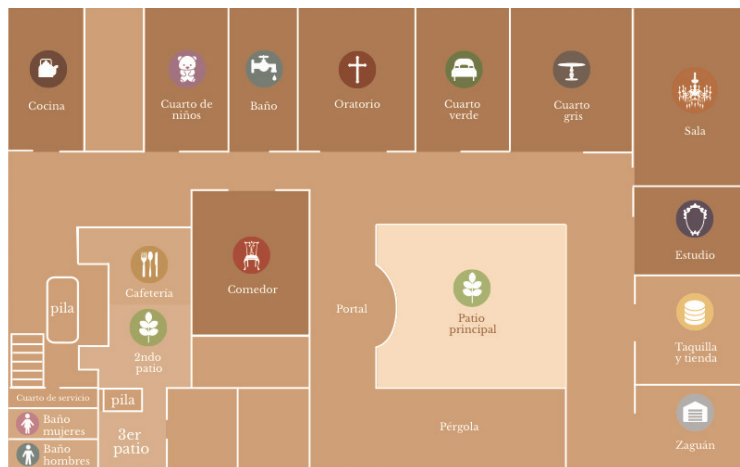 Cocina
Cuarto de
niños
Baño
Oratorio
Cuarto
verde
Cuarto
gris
Sala
Estudio
Cafetería
Comedor
pila
Portal
Patio
principal
Taquilla
y tienda
2ndo
patio
Cuarto de servicio
pila
Baño
mujeres
3er
patio
Pérgola
Baño
hombres
Zaguán